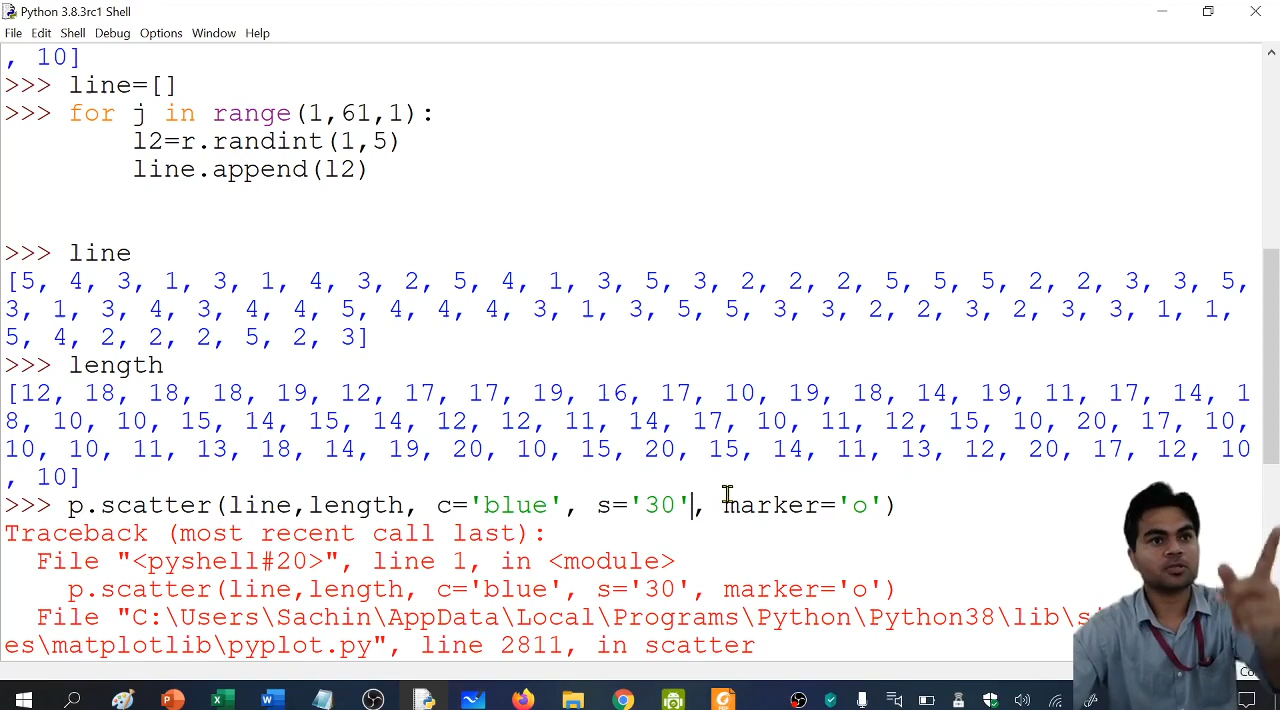 Python 3.8.3rc1 Shell
File Edit Shell Debug Options Window Help
, 10]
>>> line=[]
>>> for j in range(1,61,1):
l2=r.randint(1,5)
line.append(l2)
>>> line
[5, 4, 3, 1, 3, 1, 4, 3, 2, 5, 4, 1, 3, 5, 3, 2, 2, 2, 5, 5, 5, 2, 2, 3, 3, 5,
3, 1, 3, 4, 3, 4, 4, 5, 4, 4, 4, 3, 1, 3, 5, 5, 3, 3, 2, 2, 3, 2, 3, 3, 1, 1,
5, 4, 2, 2, 2, 5, 2, 3]
>>> length
[12, 18, 18, 18, 19, 12, 17, 17, 19, 16, 17, 10, 19, 18, 14, 19, 11, 17, 14, 1
8, 10, 10, 15, 14, 15, 14, 12, 12, 11, 14, 17, 10, 11, 12, 15, 10, 20, 17, 10,
10, 10, 11, 13, 18, 14, 19, 20, 10, 15, 20, 15, 14, 11, 13, 12, 20, 17, 12, 10
, 10]
>>> p.scatter(line,length, c='blue', s='30', marker='o')
Traceback (most recent call last):
File "<pyshell#20>", line 1, in <module>
p.scatter(line,length, c='blue', s='30', marker='o')
File "C:\Users\Sachin\AppData\Local\Programs\Python\Python38\lib\s
es\matplotlib\pyplot.py", line 2811, in scatter